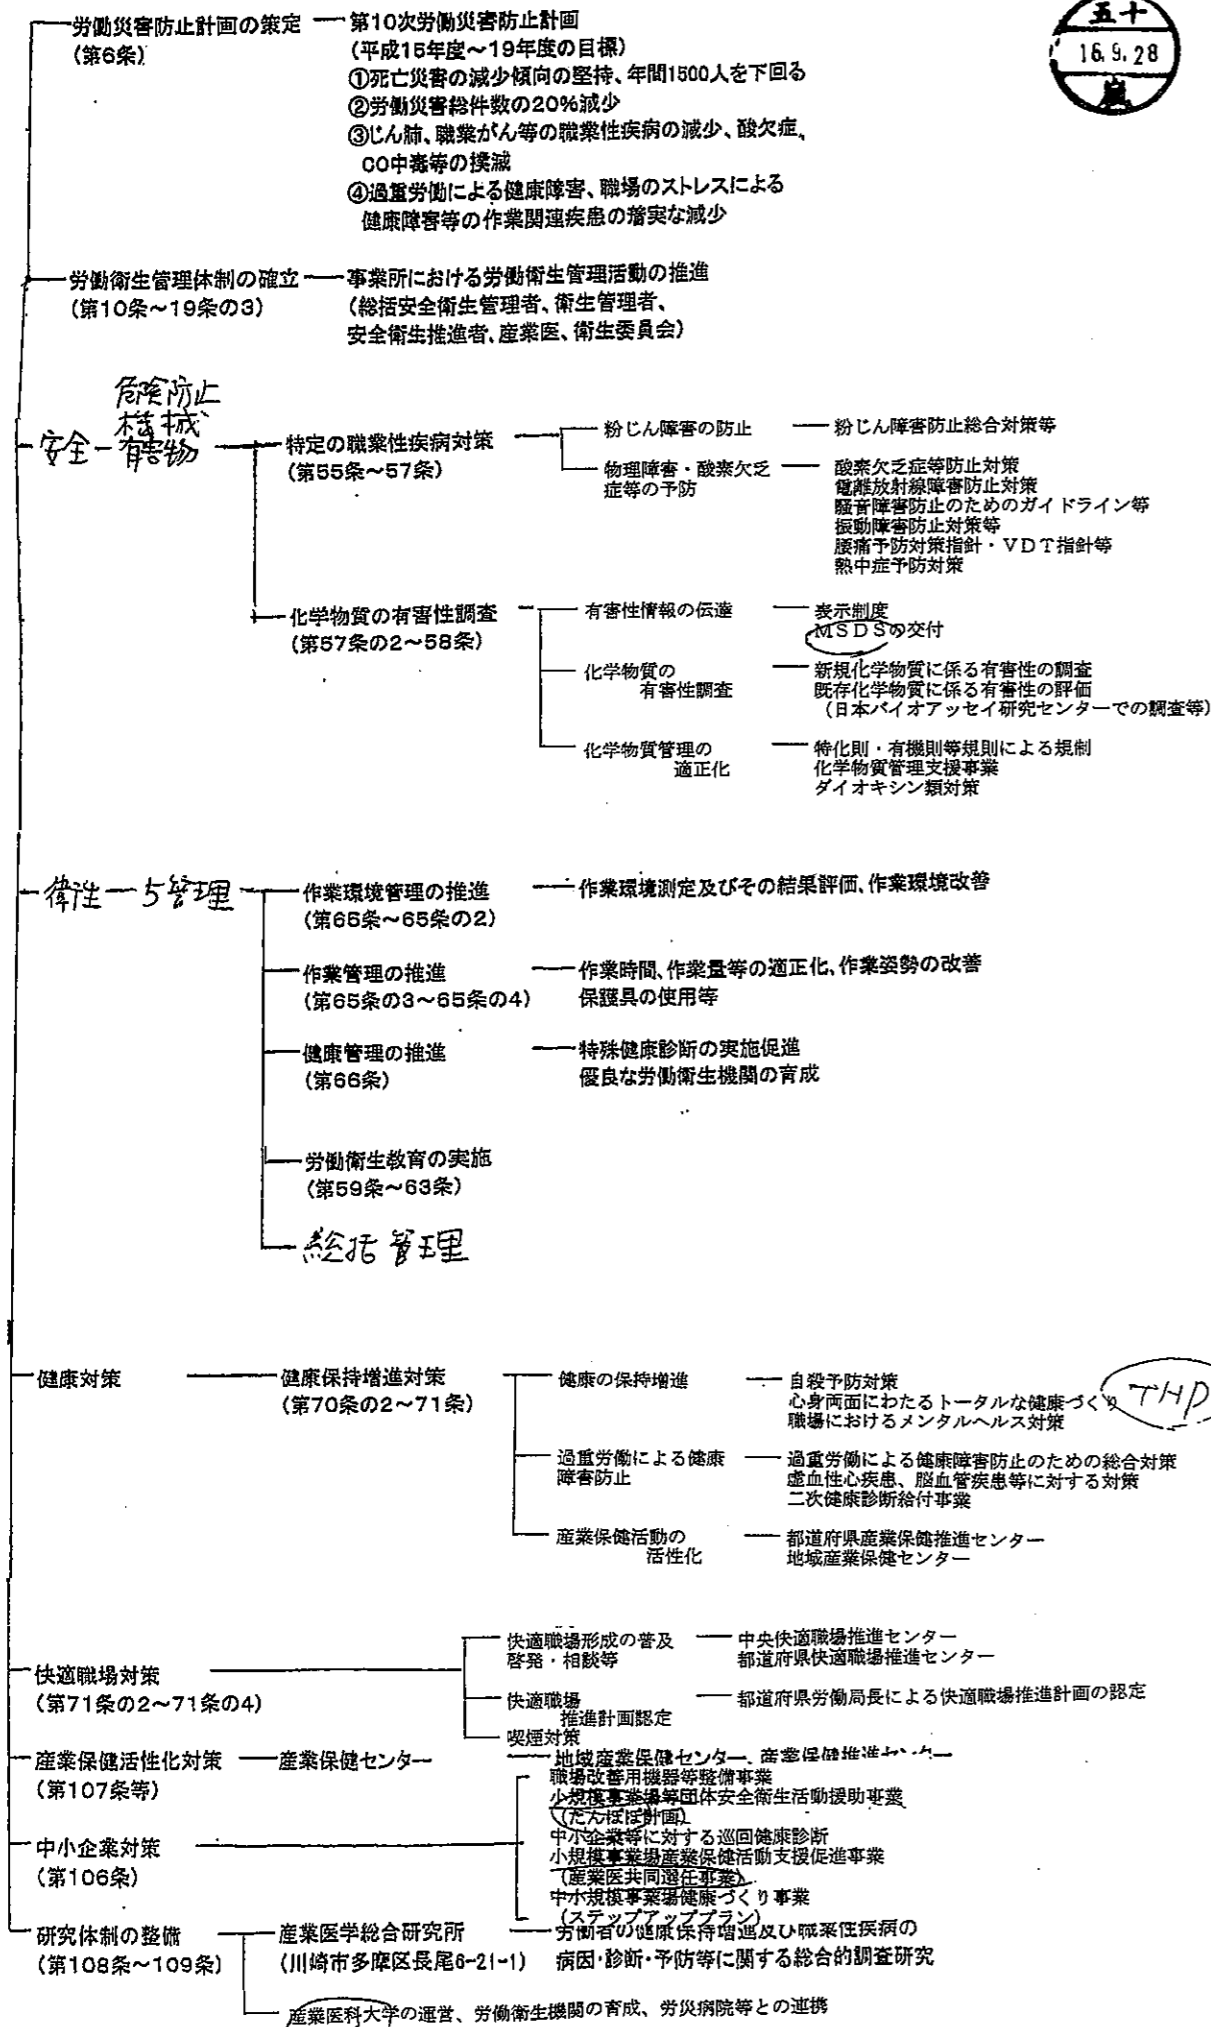 労働災害防止計画の策定
(第6条)
第10次労働災害防止計画
(平成15年度～19年度の目標)
①死亡災害の減少傾向の堅持、年間1500人を下回る
②労働災害総件数の20%減少
③じん肺、職業がん等の職業性疾病の減少、酸欠症、
CO中毒等の撲滅
④過重労働による健康障害、職場のストレスによる
健康障害等の作業関連疾患の着実な減少
五十
16.9.28
嵐
労働衛生管理体制の確立
(第10条～19条の3)
事業所における労働衛生管理活動の推進
(総括安全衛生管理者、衛生管理者、
安全衛生推進者、産業医、衛生委員会)
危険防止
機械
安全－有害物
特定の職業性疾病対策
(第55条～57条)
粉じん障害の防止
粉じん障害防止総合対策等
物理障害・酸素欠乏
症等の予防
酸素欠乏症等防止対策
電離放射線障害防止対策
騒音障害防止のためのガイドライン等
振動障害防止対策等
腰痛予防対策指針・VDT指針等
熱中症予防対策
化学物質の有害性調査
(第57条の2～58条)
有害性情報の伝達
表示制度
MSDSの交付
化学物質の
有害性調査
新規化学物質に係る有害性の調査
既存化学物質に係る有害性の評価
(日本バイオアッセイ研究センターでの調査等)
化学物質管理の
適正化
特化則・有機則等規則による規制
化学物質管理支援事業
ダイオキシン類対策
衛生－5管理
作業環境管理の推進
(第65条～65条の2)
作業環境測定及びその結果評価、作業環境改善
作業管理の推進
(第65条の3～65条の4)
作業時間、作業量等の適正化、作業姿勢の改善
保護具の使用等
健康管理の推進
(第66条)
特殊健康診断の実施促進
優良な労働衛生機関の育成
労働衛生教育の実施
(第59条～63条)
総括管理
健康対策
健康保持増進対策
(第70条の2～71条)
健康の保持増進
自殺予防対策
心身両面にわたるトータルな健康づくり
職場におけるメンタルヘルス対策
THP
過重労働による健康
障害防止
過重労働による健康障害防止のための総合対策
虚血性心疾患、脳血管疾患等に対する対策
二次健康診断給付事業
産業保健活動の
活性化
都道府県産業保健推進センター
地域産業保健センター
快適職場対策
(第71条の2～71条の4)
快適職場形成の普及
啓発・相談等
中央快適職場推進センター
都道府県快適職場推進センター
快適職場
推進計画認定
都道府県労働局長による快適職場推進計画の認定
喫煙対策
産業保健活性化対策
(第107条等)
産業保健センター
地域産業保健センター、産業保健推進センター
中小企業対策
(第106条)
職場改善用機器等整備事業
小規模事業場等団体安全衛生活動援助事業
(たんぽぽ計画)
中小企業等に対する巡回健康診断
小規模事業場産業保健活動支援促進事業
(産業医共同選任事業)
中小規模事業場健康づくり事業
(ステップアッププラン)
研究体制の整備
(第108条～109条)
産業医学総合研究所
(川崎市多摩区長尾6-21-1)
労働者の健康保持増進及び職業性疾病の
病因・診断・予防等に関する総合的調査研究
産業医科大学の運営、労働衛生機関の育成、労災病院等との連携